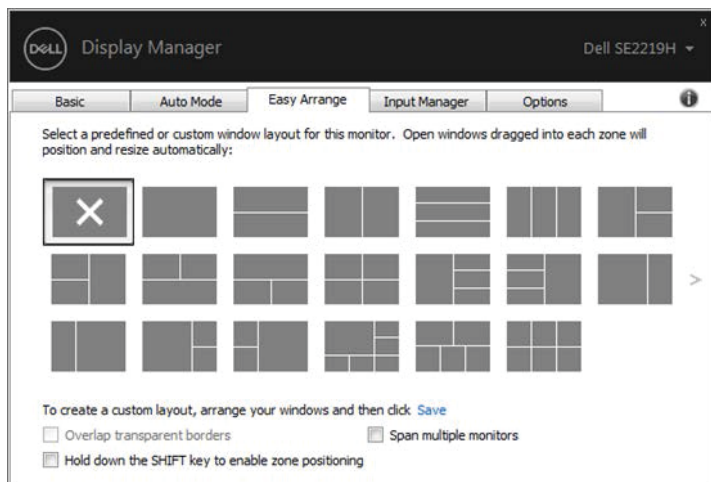 x
DELL Display Manager Dell SE2219H
Basic Auto Mode Easy Arrange Input Manager Options
Select a predefined or custom window layout for this monitor. Open windows dragged into each zone will
position and resize automatically:
To create a custom layout, arrange your windows and then click Save
Overlap transparent borders Span multiple monitors
Hold down the SHIFT key to enable zone positioning